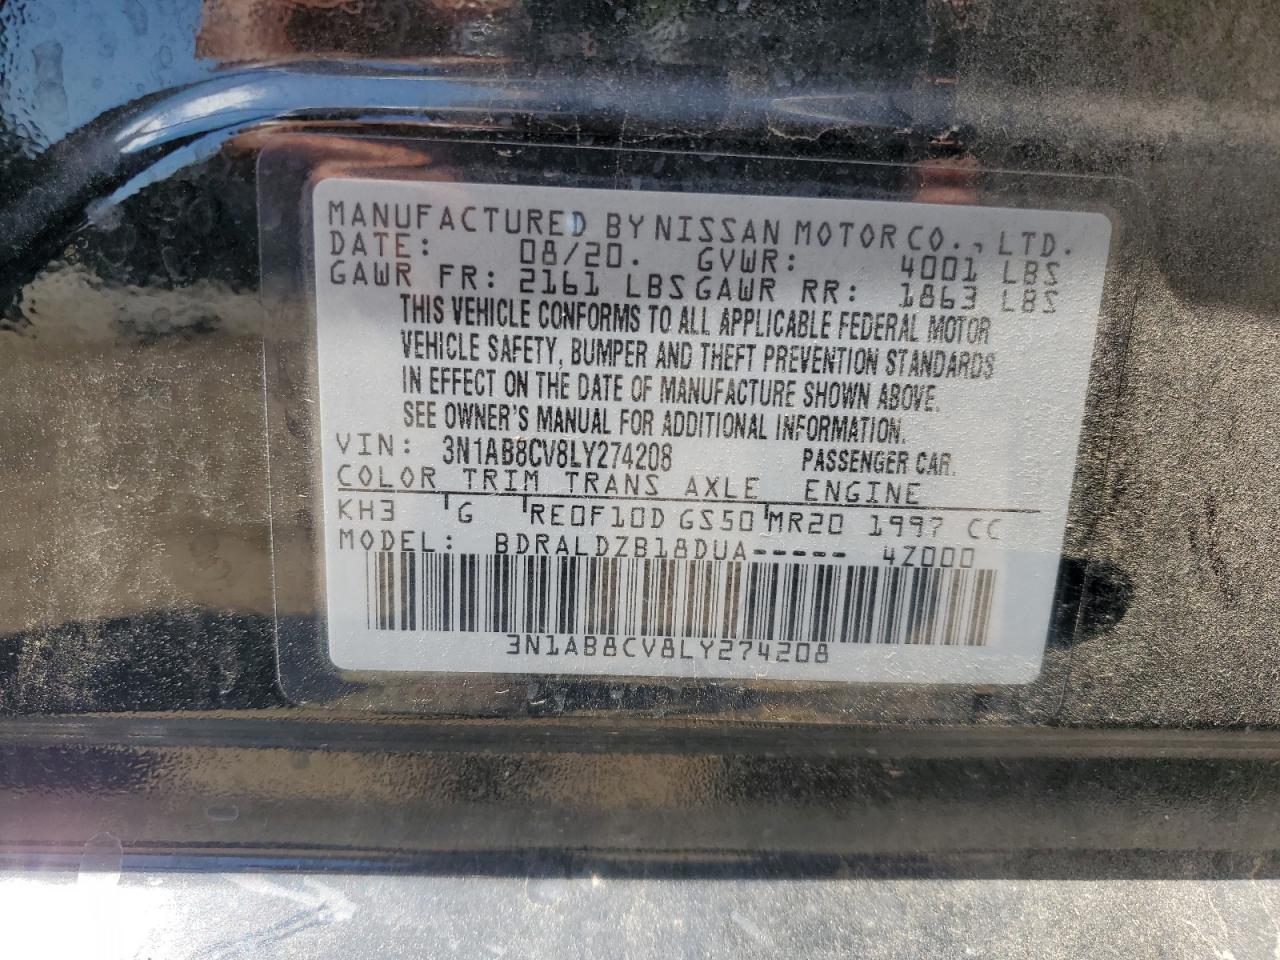 MANUFACTURED BY NISSAN MOTOR CO., LTD.
DATE: 08/20. GVWR: 4001 LBS
GAWR FR: 2161 LBS GAWR RR: 1863 LBS
THIS VEHICLE CONFORMS TO ALL APPLICABLE FEDERAL MOTOR
VEHICLE SAFETY, BUMPER AND THEFT PREVENTION STANDARDS
IN EFFECT ON THE DATE OF MANUFACTURE SHOWN ABOVE.
SEE OWNER'S MANUAL FOR ADDITIONAL INFORMATION.
VIN: 3N1AB8CV8LY274208 PASSENGER CAR.
COLOR TRIM TRANS AXLE ENGINE
KH3 G RE0F10D GS50 MR20 1997 CC
MODEL: BDRALDZB18DUA----- 4Z000
3N1AB8CV8LY274208